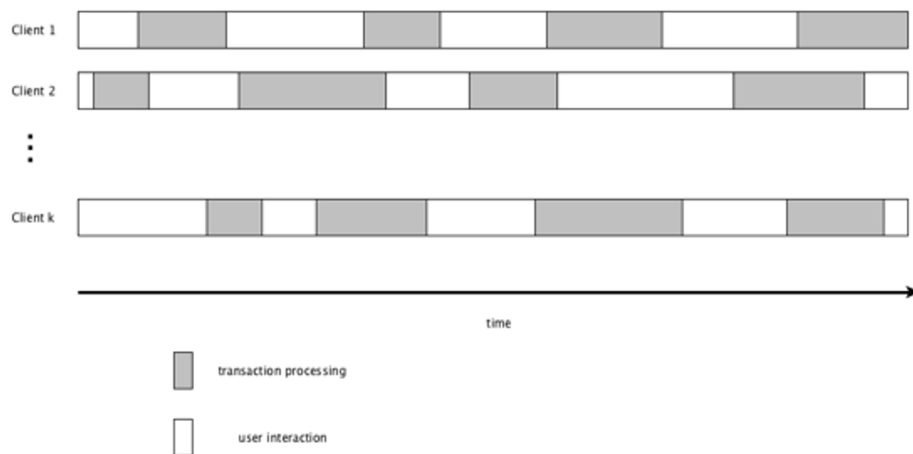 Client 1
Client 2
Client k
time
transaction processing
user interaction